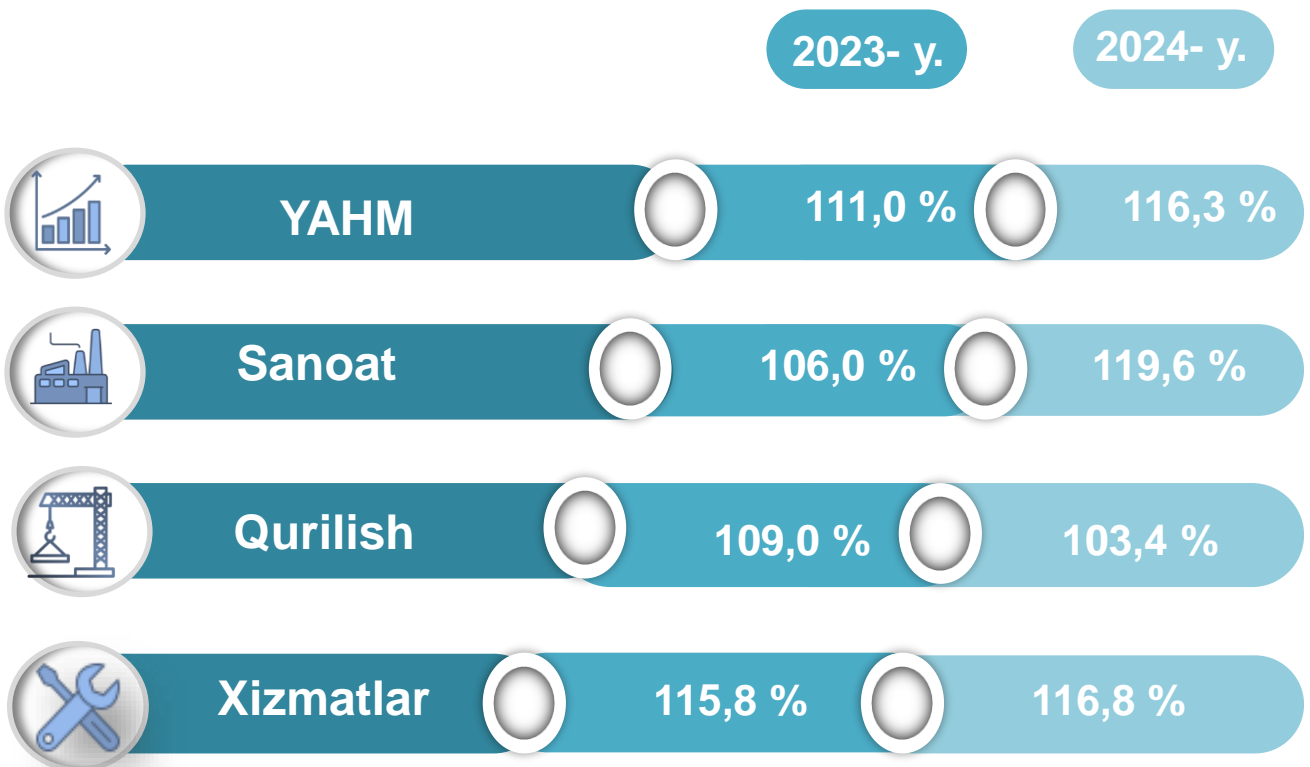 2023- y. 2024- y.
YAHM 111,0 % 116,3 %
Sanoat 106,0 % 119,6 %
Qurilish 109,0 % 103,4 %
Xizmatlar 115,8 % 116,8 %